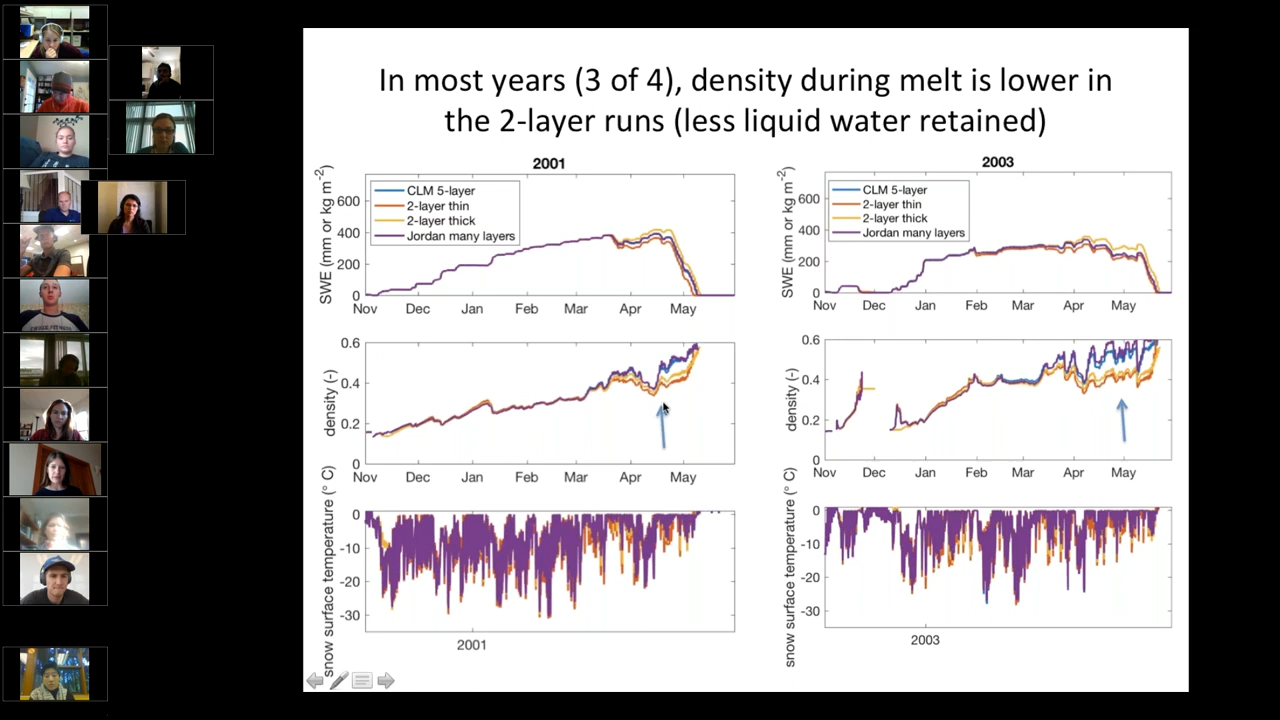 In most years (3 of 4), density during melt is lower in
the 2-layer runs (less liquid water retained)
2001
SWE (mm or kg m-2)
600
400
200
0
CLM 5-layer
2-layer thin
2-layer thick
Jordan many layers
Nov Dec Jan Feb Mar Apr May
density (-)
0.6
0.4
0.2
0
Nov Dec Jan Feb Mar Apr May
snow surface temperature (° C)
0
-10
-20
-30
2001
2003
SWE (mm or kg m-2)
600
400
200
0
CLM 5-layer
2-layer thin
2-layer thick
Jordan many layers
Nov Dec Jan Feb Mar Apr May
density (-)
0.6
0.4
0.2
0
Nov Dec Jan Feb Mar Apr May
snow surface temperature (° C)
0
-10
-20
-30
2003